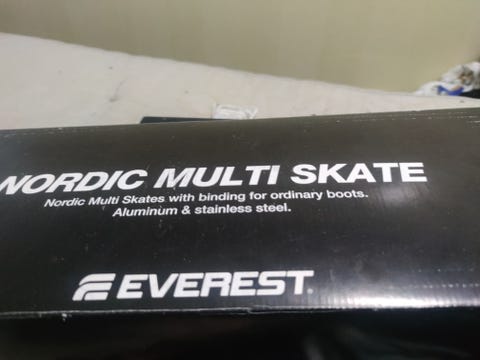 NORDIC MULTI SKATE
Nordic Multi Skates with binding for ordinary boots.
Aluminum & stainless steel.
EVEREST